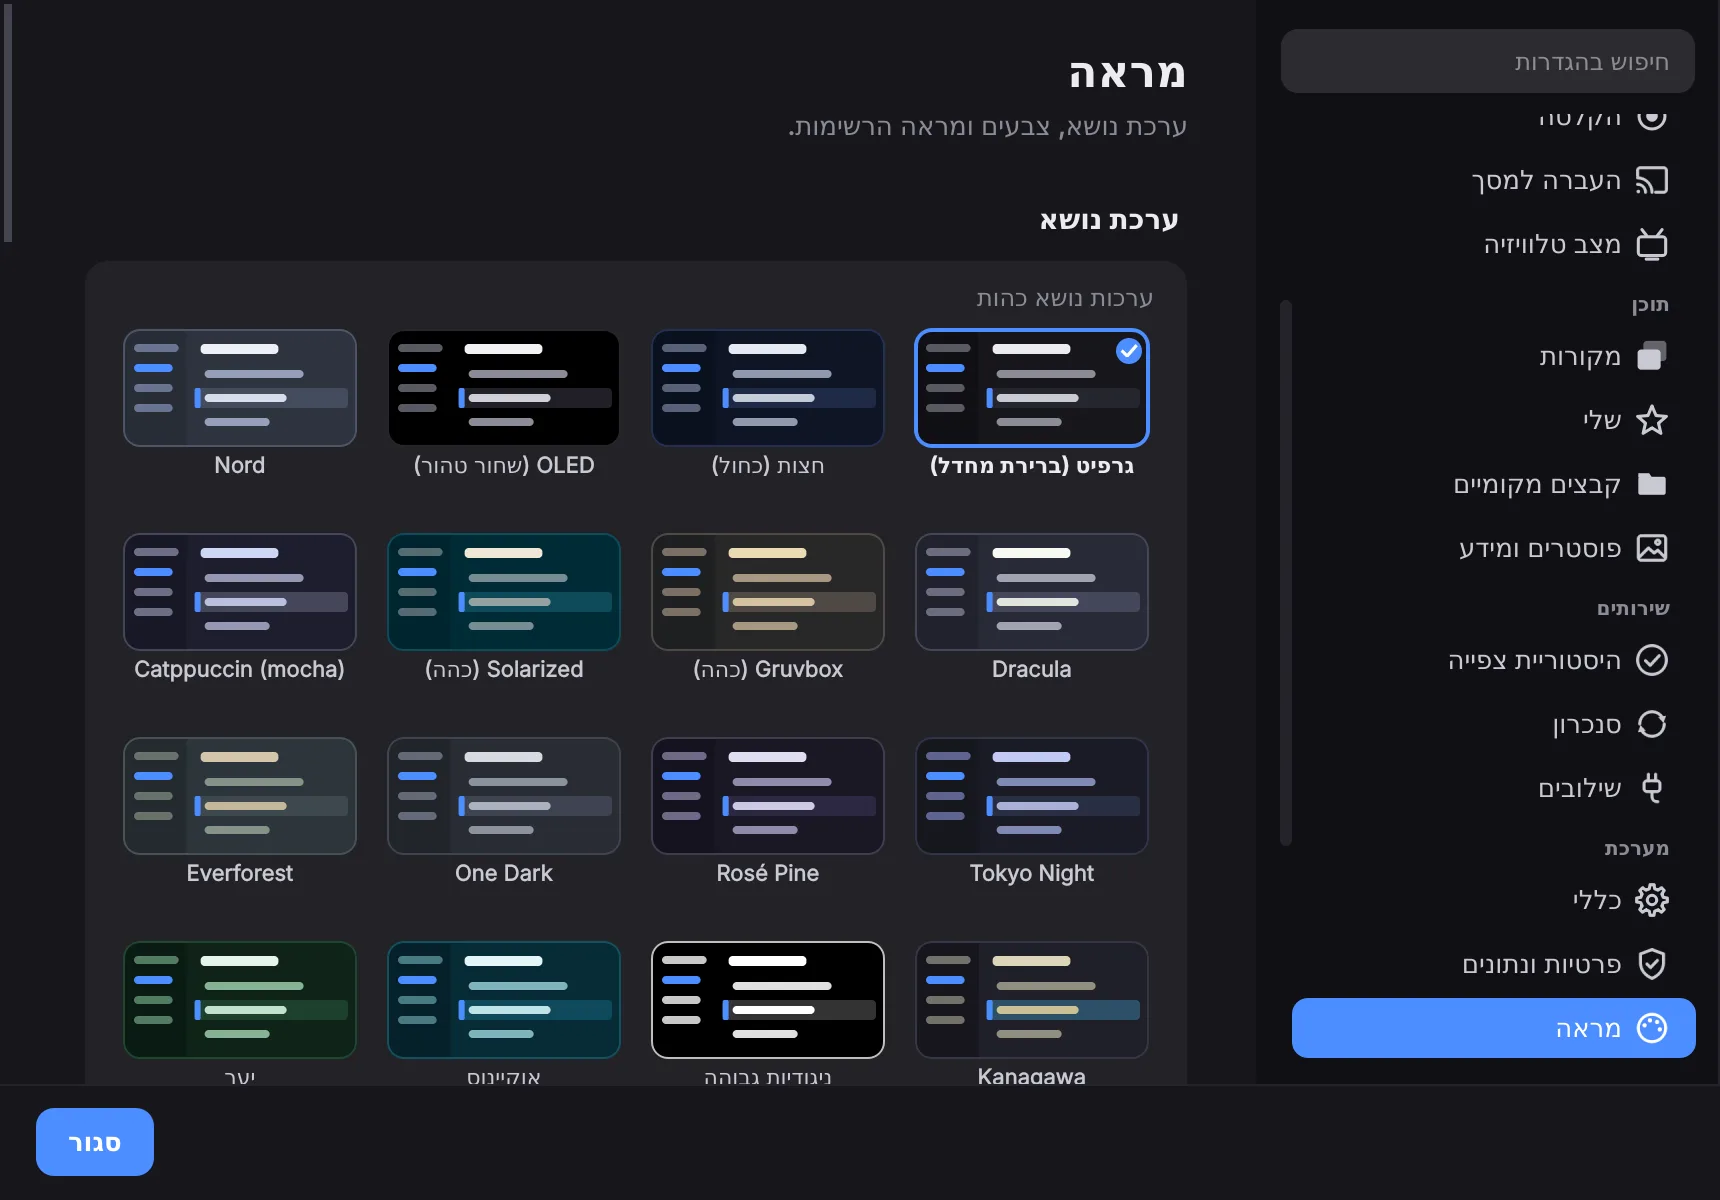 חיפוש בהגדרות
הקלטה
העברה למסך
מצב טלוויזיה
תוכן
מקורות
שלי
קבצים מקומיים
פוסטרים ומידע
שירותים
היסטוריית צפייה
סנכרון
שילובים
מערכת
כללי
פרטיות ונתונים
מראה
מראה
ערכת נושא, צבעים ומראה הרשימות.
ערכת נושא
ערכות נושא כהות
גרפיט (ברירת מחדל)
חצות (כחול)
OLED (שחור טהור)
Nord
Dracula
Gruvbox (כהה)
Solarized (כהה)
Catppuccin (mocha)
Tokyo Night
Rosé Pine
One Dark
Everforest
Kanagawa
ניגודיות גבוהה
אוקיינוס
יער
סגור